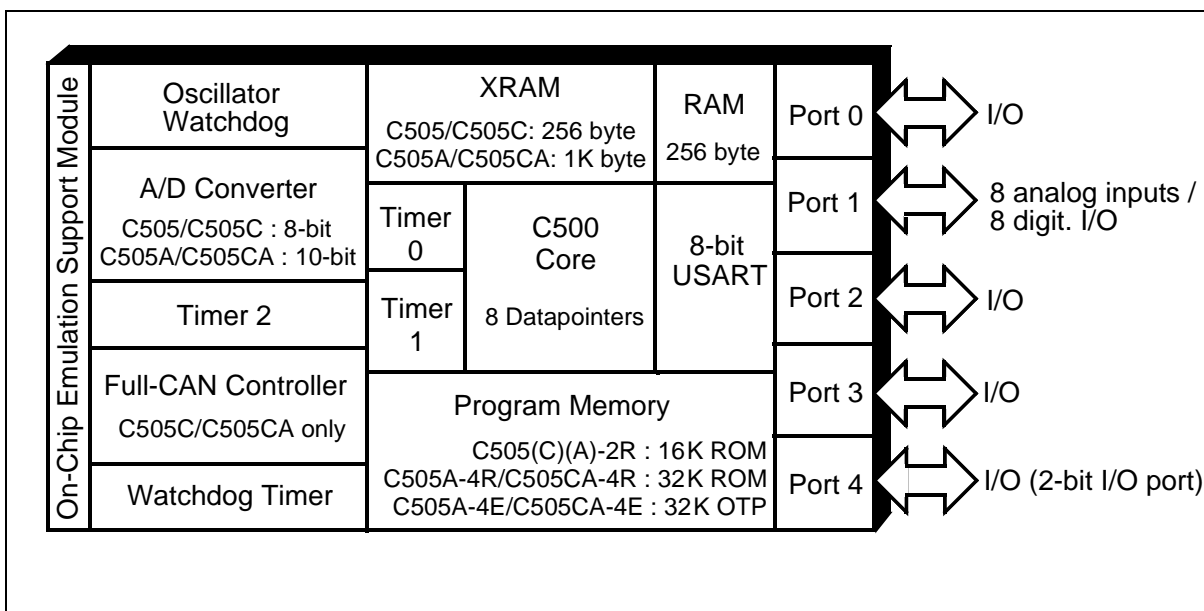 On-Chip Emulation Support Module
Oscillator
Watchdog
A/D Converter
C505/C505C : 8-bit
C505A/C505CA : 10-bit
Timer 2
Full-CAN Controller
C505C/C505CA only
Watchdog Timer
XRAM
C505/C505C: 256 byte
C505A/C505CA: 1K byte
RAM
256 byte
Timer
0
Timer
1
C500
Core
8 Datapointers
8-bit
USART
Program Memory
C505(C)(A)-2R : 16K ROM
C505A-4R/C505CA-4R : 32K ROM
C505A-4E/C505CA-4E : 32K OTP
Port 0
I/O
Port 1
8 analog inputs /
8 digit. I/O
Port 2
I/O
Port 3
I/O
Port 4
I/O (2-bit I/O port)